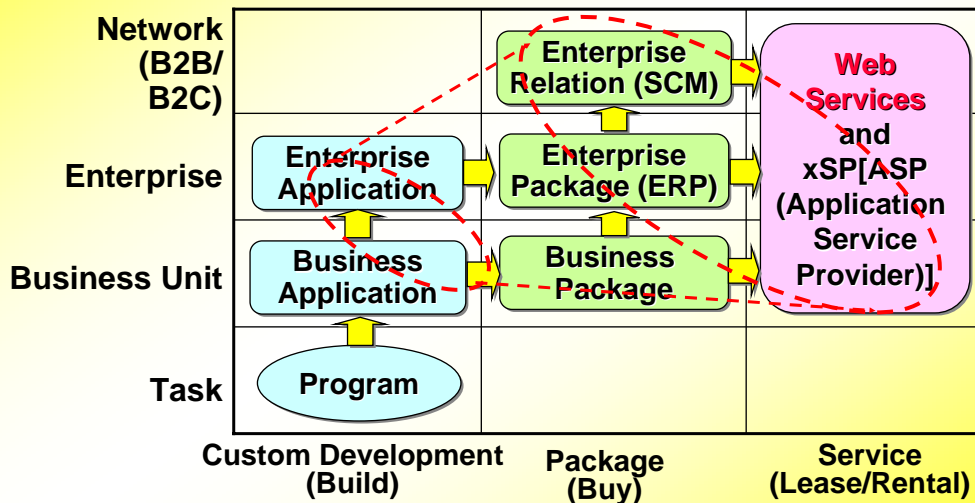 Network
(B2B/
B2C)
Enterprise
Relation (SCM)
Web
Services
and
xSP[ASP
(Application
Service
Provider)]
Enterprise
Enterprise
Application
Enterprise
Package (ERP)
Business Unit
Business
Application
Business
Package
Task
Program
Custom Development
(Build)
Package
(Buy)
Service
(Lease/Rental)